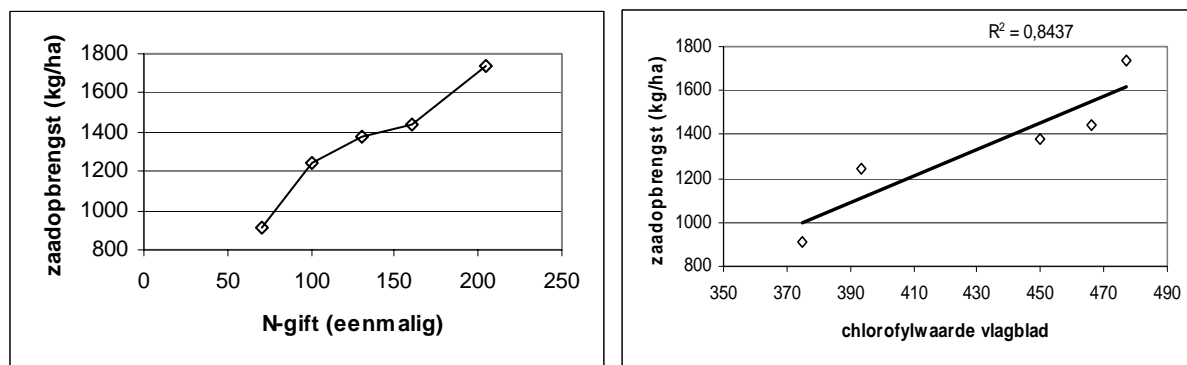 zaadopbrengst (kg/ha)
1800
1600
1400
1200
1000
800
0 50 100 150 200 250
N-gift (eenmalig)
R² = 0,8437
zaadopbrengst (kg/ha)
1800
1600
1400
1200
1000
800
350 370 390 410 430 450 470 490
chlorofylwaarde vlagblad